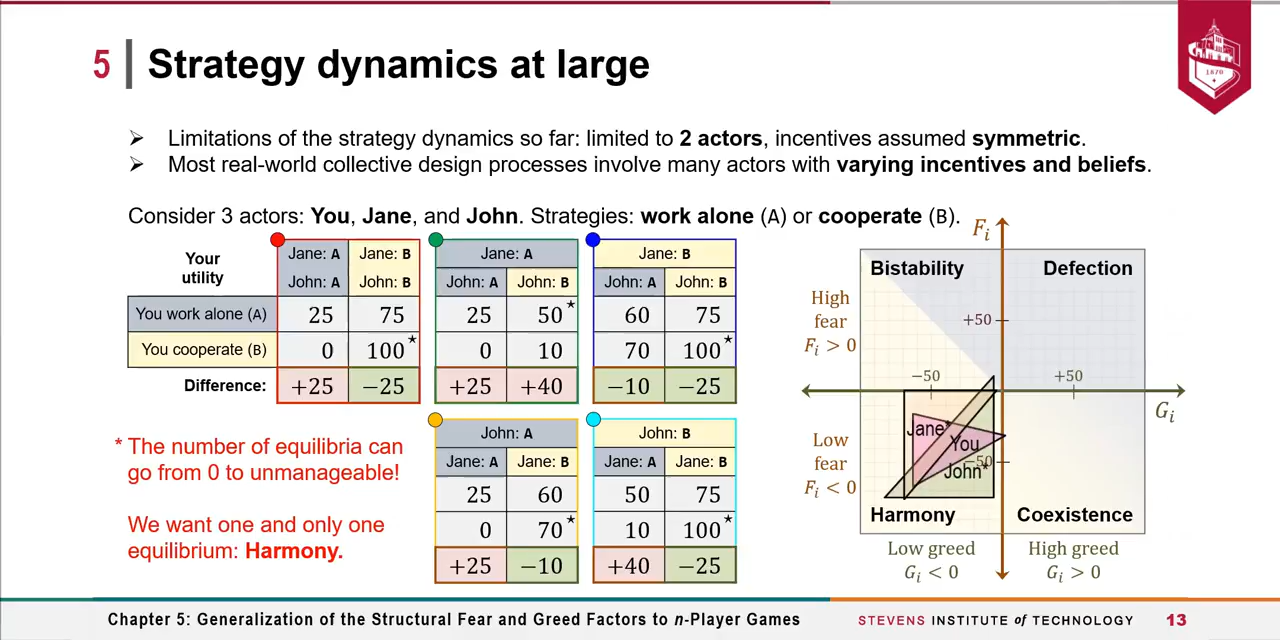 5 | Strategy dynamics at large
1870
➢ Limitations of the strategy dynamics so far: limited to 2 actors, incentives assumed symmetric.
➢ Most real-world collective design processes involve many actors with varying incentives and beliefs.
Consider 3 actors: You, Jane, and John. Strategies: work alone (A) or cooperate (B).
Your utility
Jane: A Jane: B
John: A John: B
You work alone (A) 25 75
You cooperate (B) 0 100*
Difference: +25 −25
Jane: A
John: A John: B
25 50*
0 10
+25 +40
Jane: B
John: A John: B
60 75
70 100*
−10 −25
* The number of equilibria can
go from 0 to unmanageable!
We want one and only one
equilibrium: Harmony.
John: A
Jane: A Jane: B
25 60
0 70*
+25 −10
John: B
Jane: A Jane: B
50 75
10 100*
+40 −25
Fᵢ
Bistability Defection
High
fear
Fᵢ > 0
+50
−50 +50
Gᵢ
Low
fear
Fᵢ < 0
Jane*
You
−50
John*
Harmony Coexistence
Low greed High greed
Gᵢ < 0 Gᵢ > 0
Chapter 5: Generalization of the Structural Fear and Greed Factors to n-Player Games
STEVENS INSTITUTE of TECHNOLOGY 13